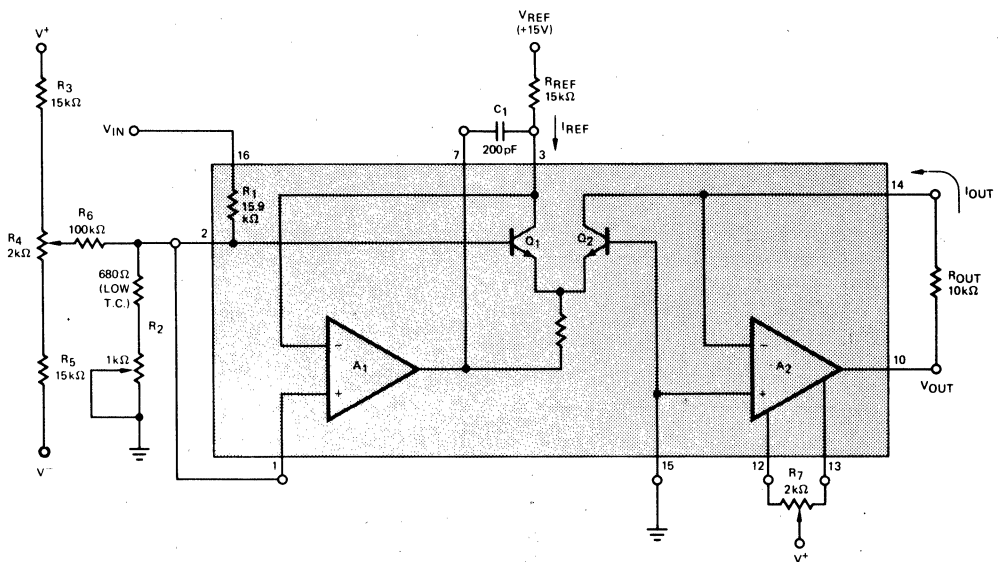 V+
R3
15kΩ
VIN
R6
100kΩ
R4
2kΩ
680Ω
(LOW
T.C.)
R2
1kΩ
R5
15kΩ
V−
VREF
(+15V)
RREF
15kΩ
C1
200pF
IREF
7
3
16
R1
15.9
kΩ
2
Q1
Q2
14
IOUT
ROUT
10kΩ
−
A1
+
−
A2
+
10
VOUT
1
15
12
R7
2kΩ
13
V+